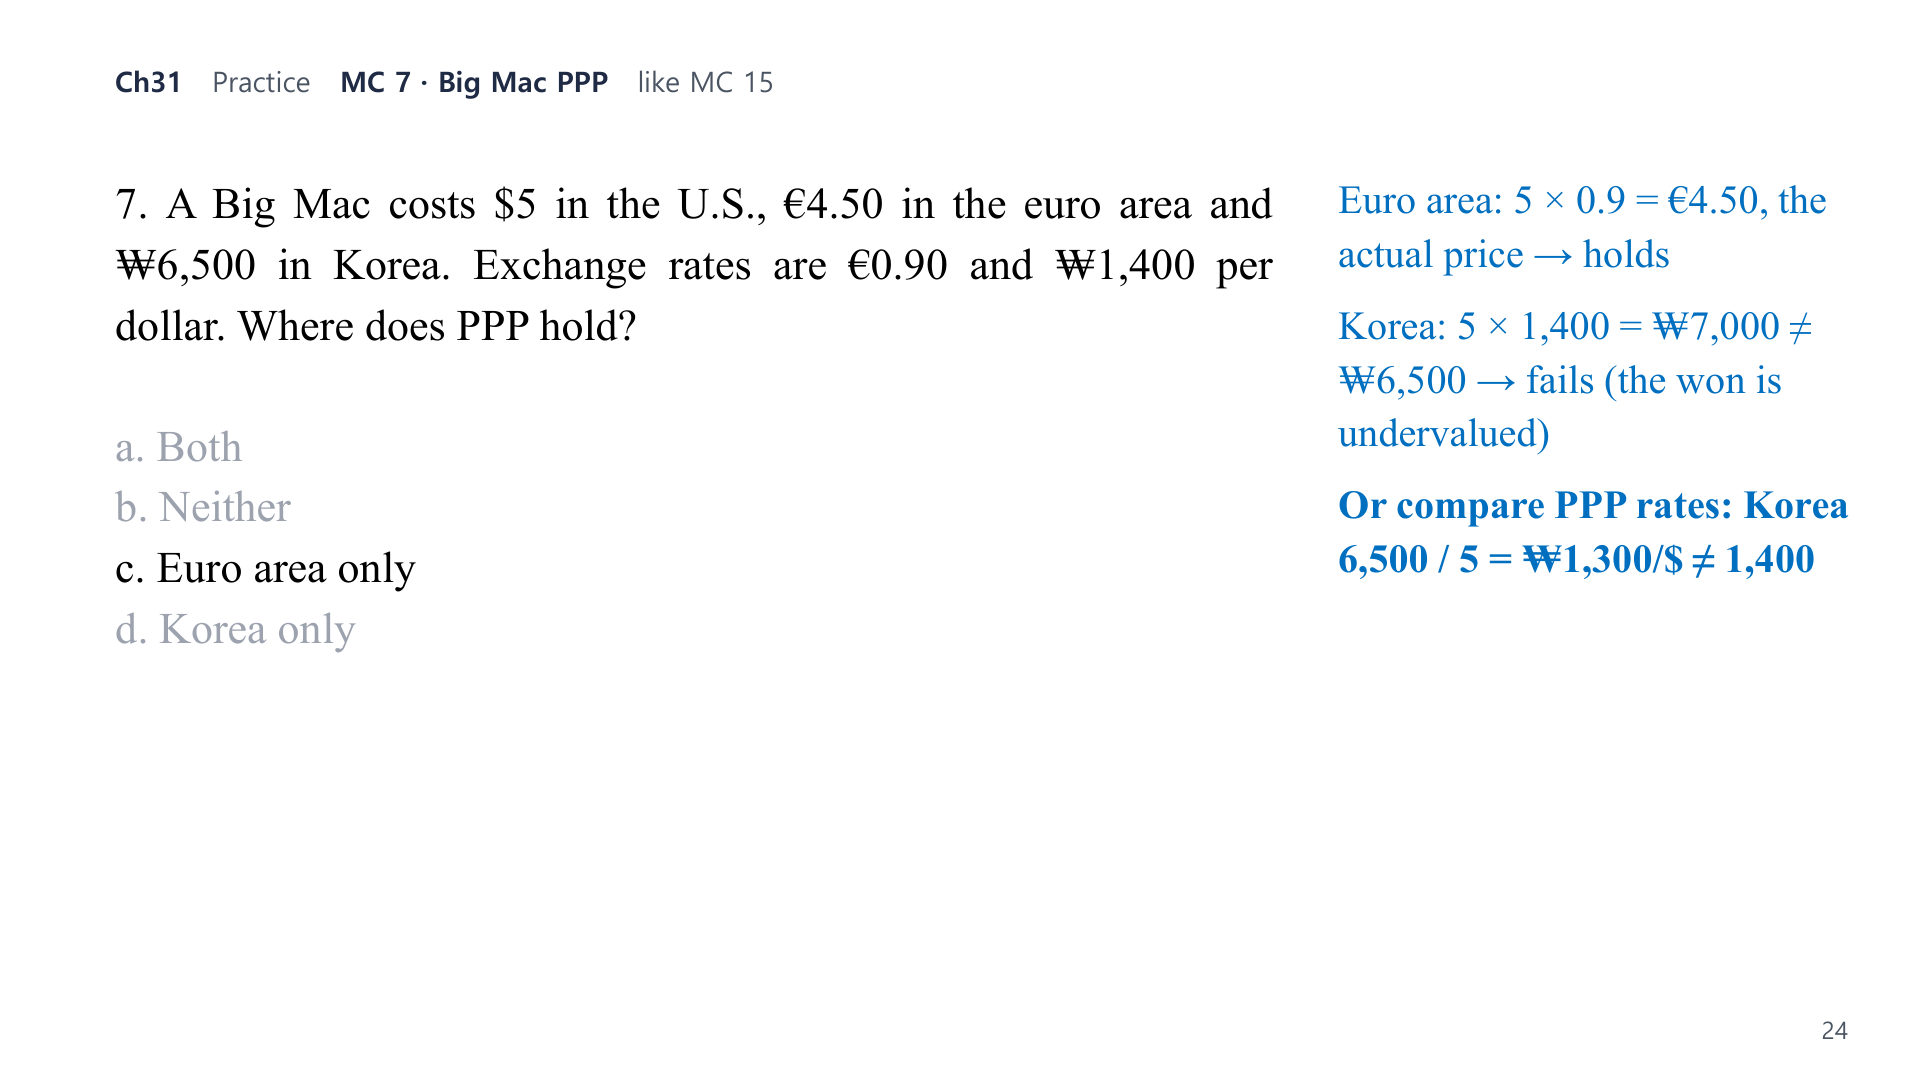 Ch31 Practice MC 7 · Big Mac PPP like MC 15
7. A Big Mac costs $5 in the U.S., €4.50 in the euro area and
₩6,500 in Korea. Exchange rates are €0.90 and ₩1,400 per
dollar. Where does PPP hold?
a. Both
b. Neither
c. Euro area only
d. Korea only
Euro area: 5 × 0.9 = €4.50, the
actual price → holds
Korea: 5 × 1,400 = ₩7,000 ≠
₩6,500 → fails (the won is
undervalued)
Or compare PPP rates: Korea
6,500 / 5 = ₩1,300/$ ≠ 1,400
24